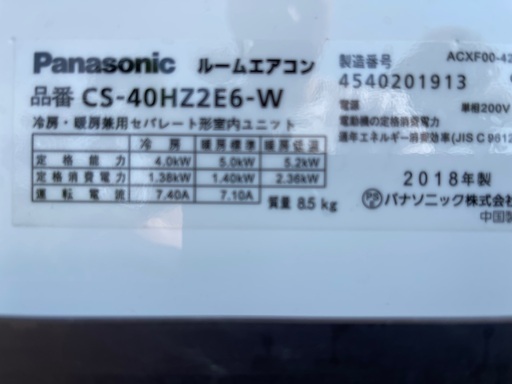 Panasonic ルームエアコン
品番 CS-40HZ2E6-W
冷房・暖房兼用セパレート形室内ユニット
冷房 暖房標準 暖房低温
定格能力 4.0kW 5.0kW 5.2kW
定格消費電力 1.38kW 1.40kW 2.36kW
運転電流 7.40A 7.10A
質量 8.5 kg
ACXF00-42
製造番号
4540201913
電源 単相200V
電動機の定格消費電力
通年エネルギー消費効率(JIS C 9612
2018年製
パナソニック株式会社
中国製